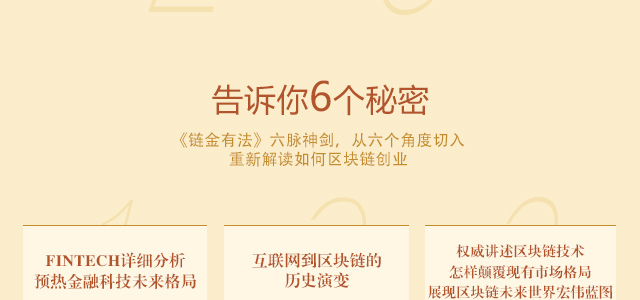 告诉你6个秘密
《链金有法》六脉神剑，从六个角度切入
重新解读如何区块链创业
1
2
3
FINTECH详细分析
预热金融科技未来格局
互联网到区块链的
历史演变
权威讲述区块链技术
怎样颠覆现有市场格局
展现区块链未来世界宏伟蓝图